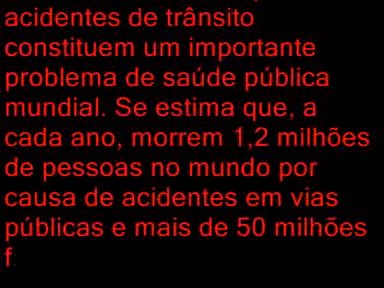 acidentes de trânsito
constituem um importante
problema de saúde pública
mundial. Se estima que, a
cada ano, morrem 1,2 milhões
de pessoas no mundo por
causa de acidentes em vias
públicas e mais de 50 milhões
f